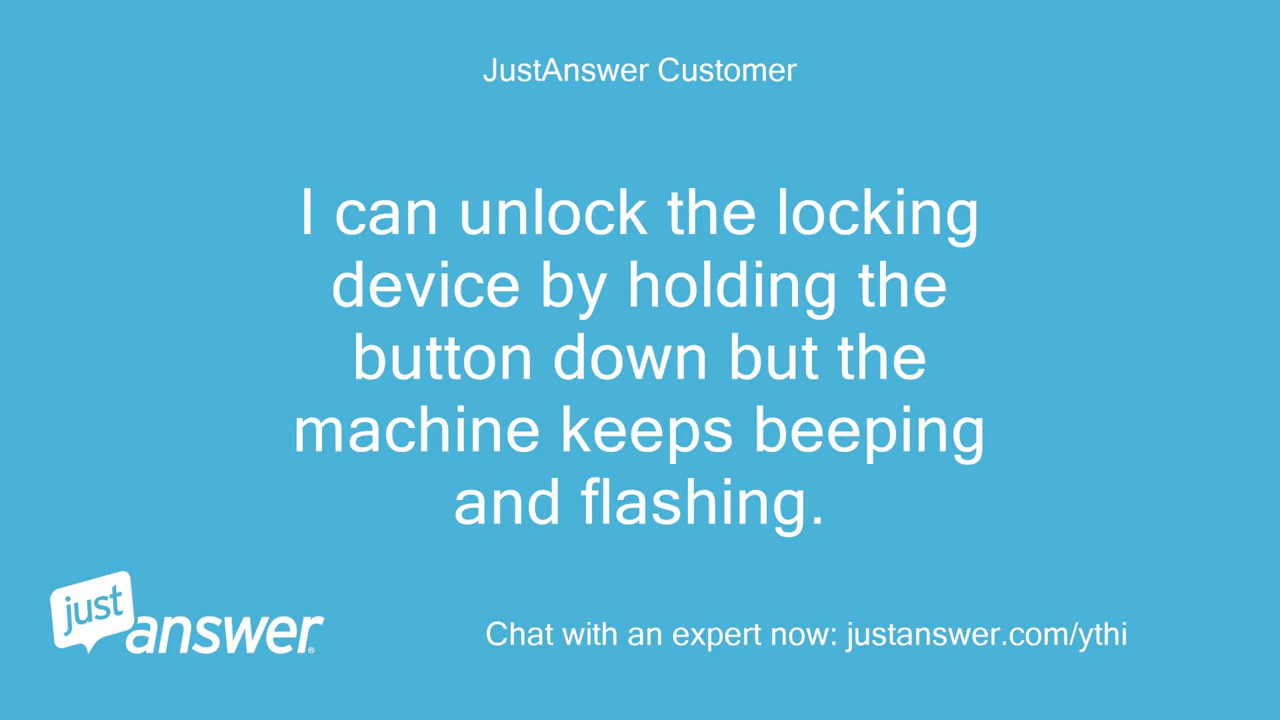 JustAnswer Customer
I can unlock the locking
device by holding the
button down but the
machine keeps beeping
and flashing.
just
answer®
Chat with an expert now: justanswer.com/ythi